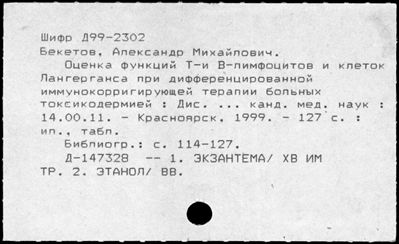 Шифр Д99-2302
Бекетов, Александр Михайлович.
Оценка функций Т-и В-лимфоцитов и клеток
Лангерганса при дифференцированной
иммунокорригирующей терапии больных
токсикодермией : Дис. ... канд. мед. наук :
14.00.11. - Красноярск, 1999. - 127 с. :
ил., табл.
Библиогр.: с. 114-127.
Д-147328 -- 1. ЭКЗАНТЕМА/ ХВ ИМ
ТР. 2. ЭТАНОЛ/ ВВ.